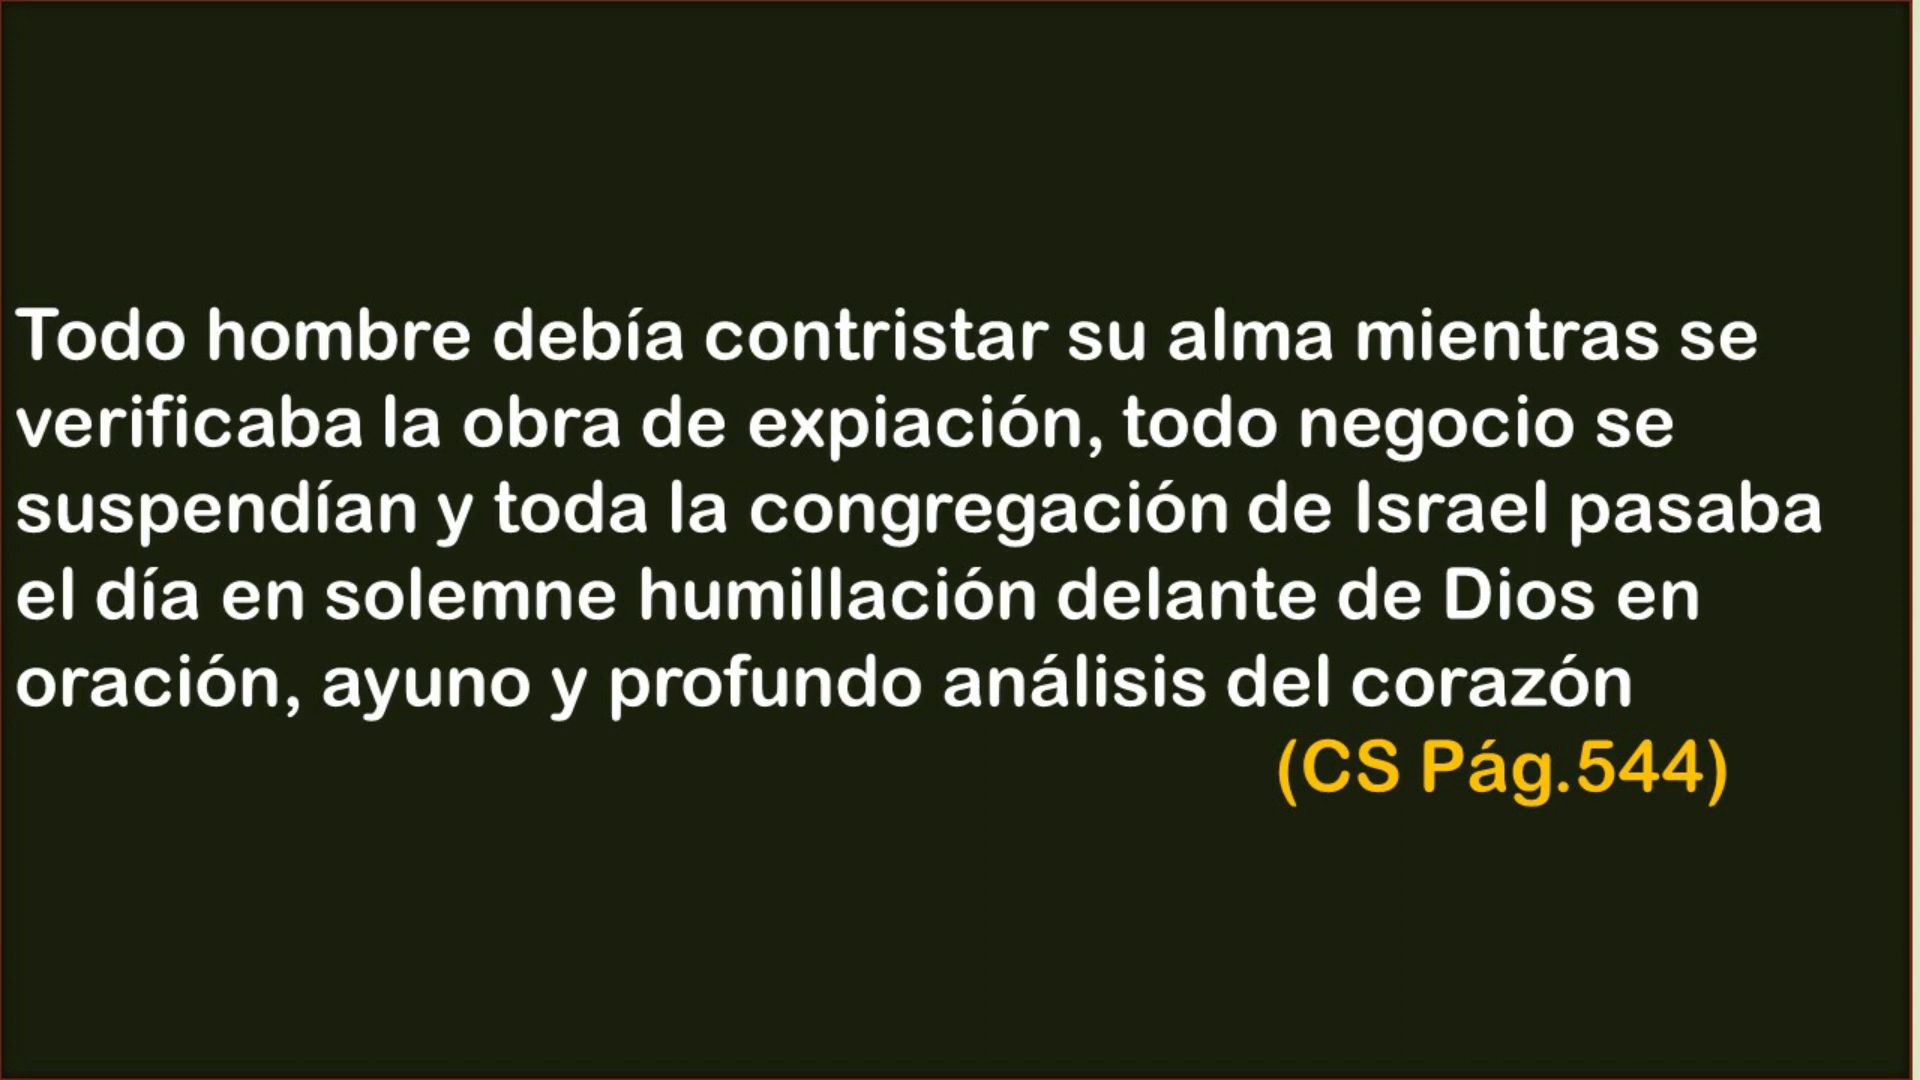 Todo hombre debía contristar su alma mientras se
verificaba la obra de expiación, todo negocio se
suspendían y toda la congregación de Israel pasaba
el día en solemne humillación delante de Dios en
oración, ayuno y profundo análisis del corazón
(CS Pág.544)